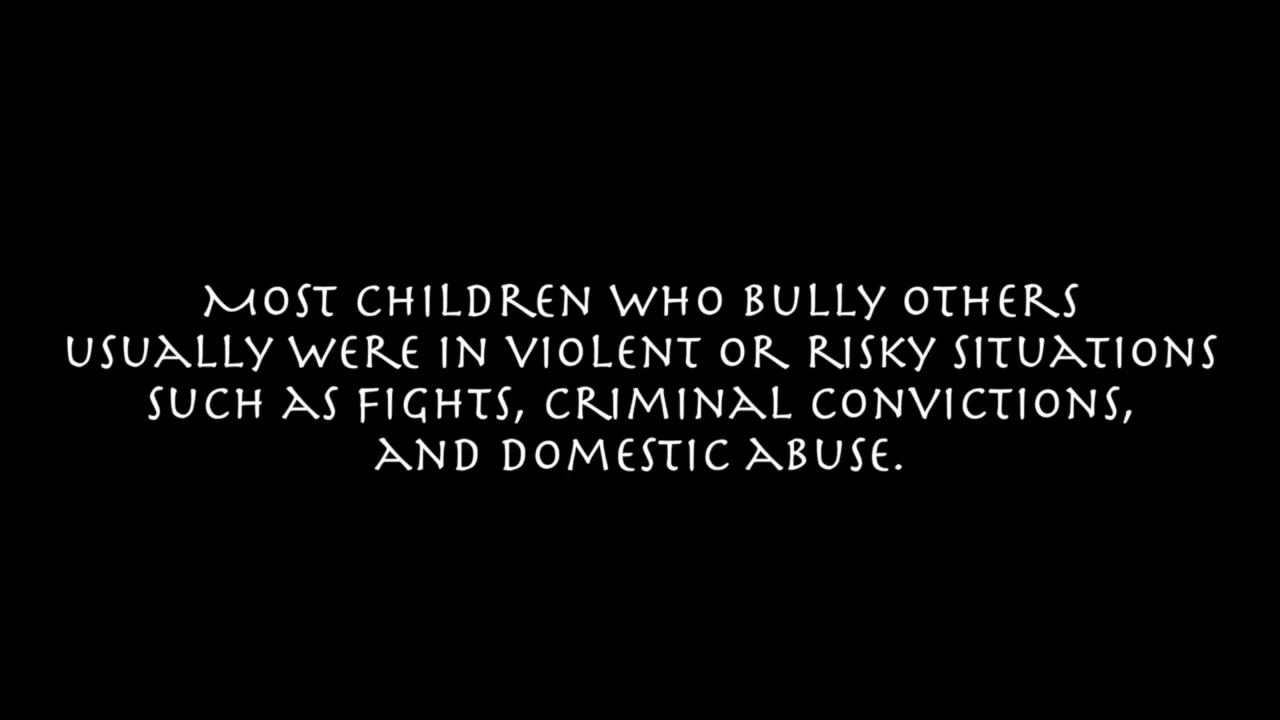 Most children who bully others
usually were in violent or risky situations
such as fights, criminal convictions,
and domestic abuse.